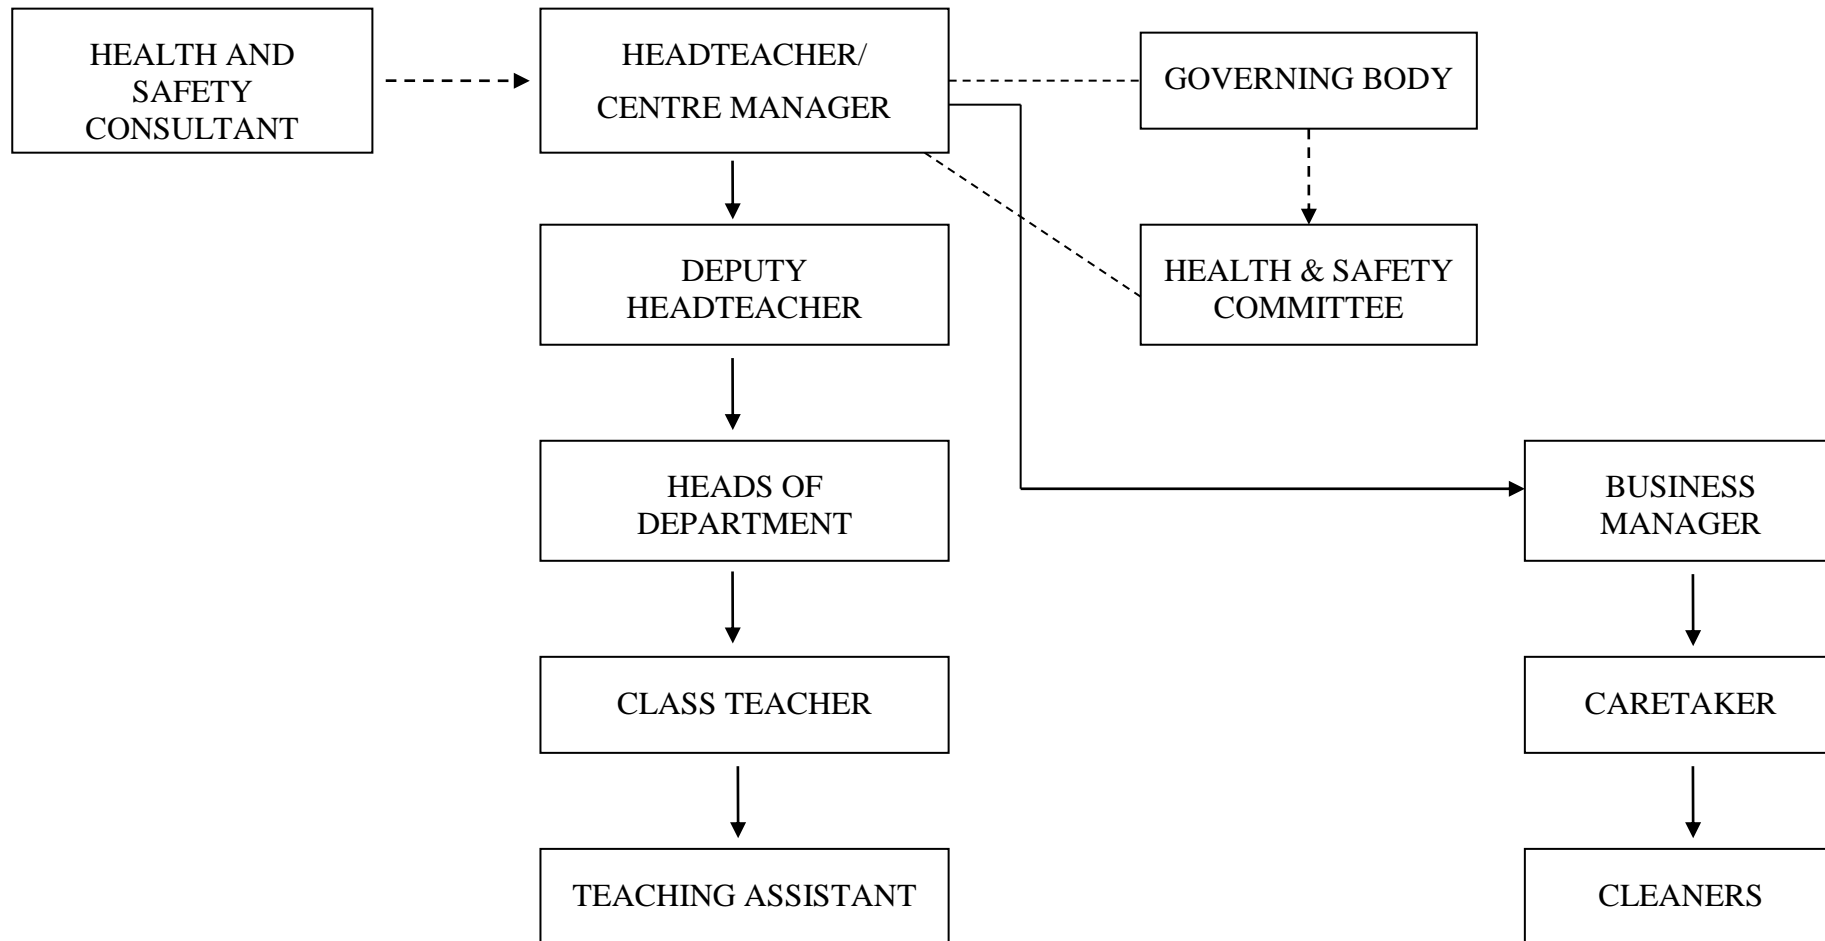 HEALTH AND
SAFETY
CONSULTANT
HEADTEACHER/
CENTRE MANAGER
GOVERNING BODY
DEPUTY
HEADTEACHER
HEALTH & SAFETY
COMMITTEE
HEADS OF
DEPARTMENT
BUSINESS
MANAGER
CLASS TEACHER
CARETAKER
TEACHING ASSISTANT
CLEANERS